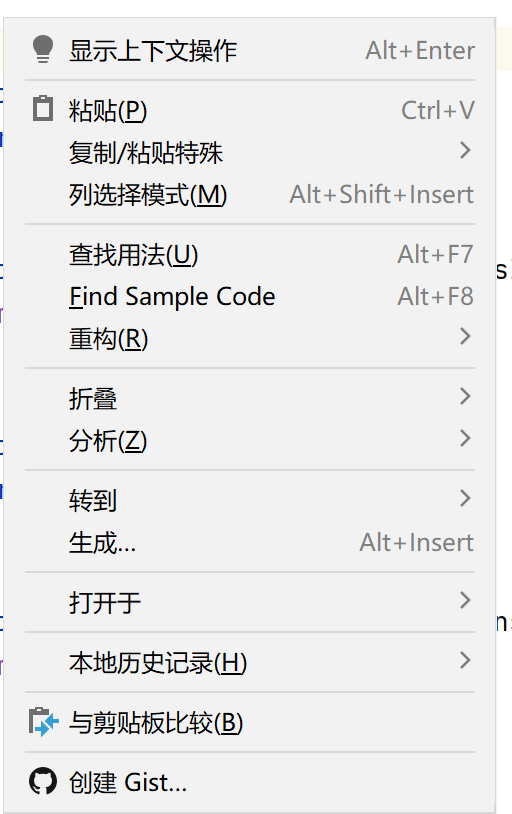 显示上下文操作 Alt+Enter
粘贴(P) Ctrl+V
复制/粘贴特殊
列选择模式(M) Alt+Shift+Insert
查找用法(U) Alt+F7
Find Sample Code Alt+F8
重构(R)
折叠
分析(Z)
转到
生成... Alt+Insert
打开于
本地历史记录(H)
与剪贴板比较(B)
创建 Gist...